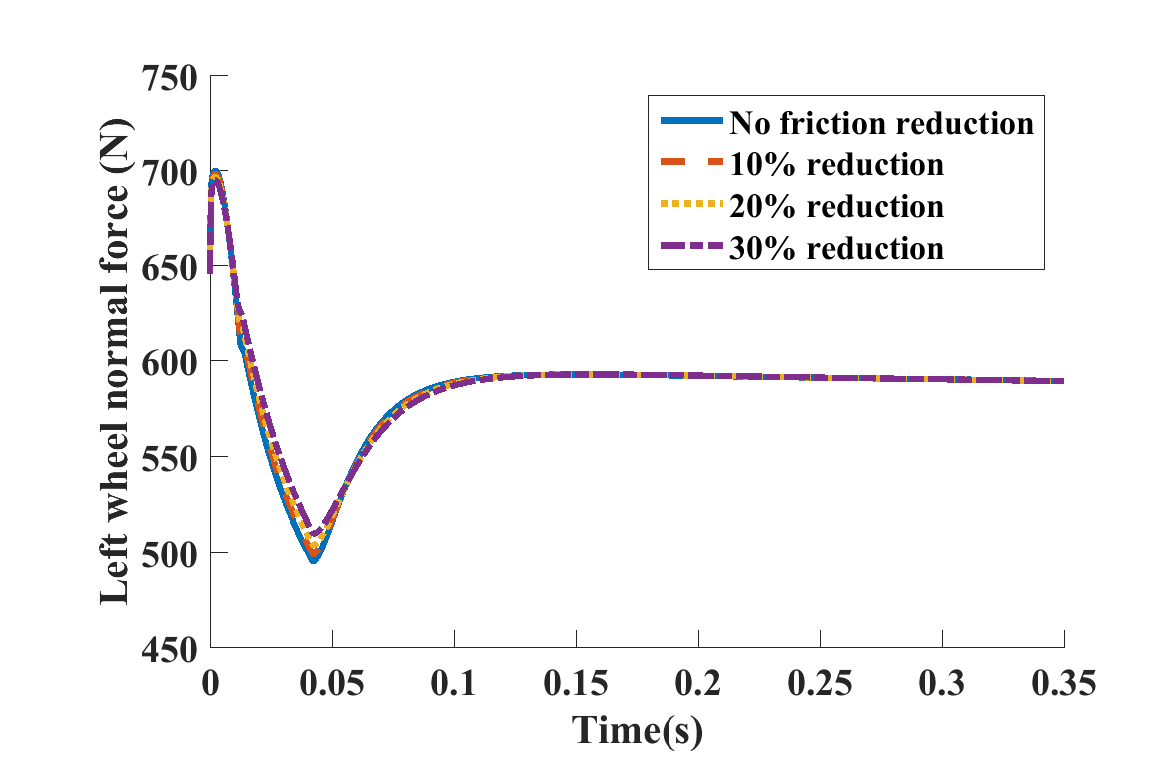 Left wheel normal force (N)
750
700
650
600
550
500
450
No friction reduction
10% reduction
20% reduction
30% reduction
0 0.05 0.1 0.15 0.2 0.25 0.3 0.35
Time(s)